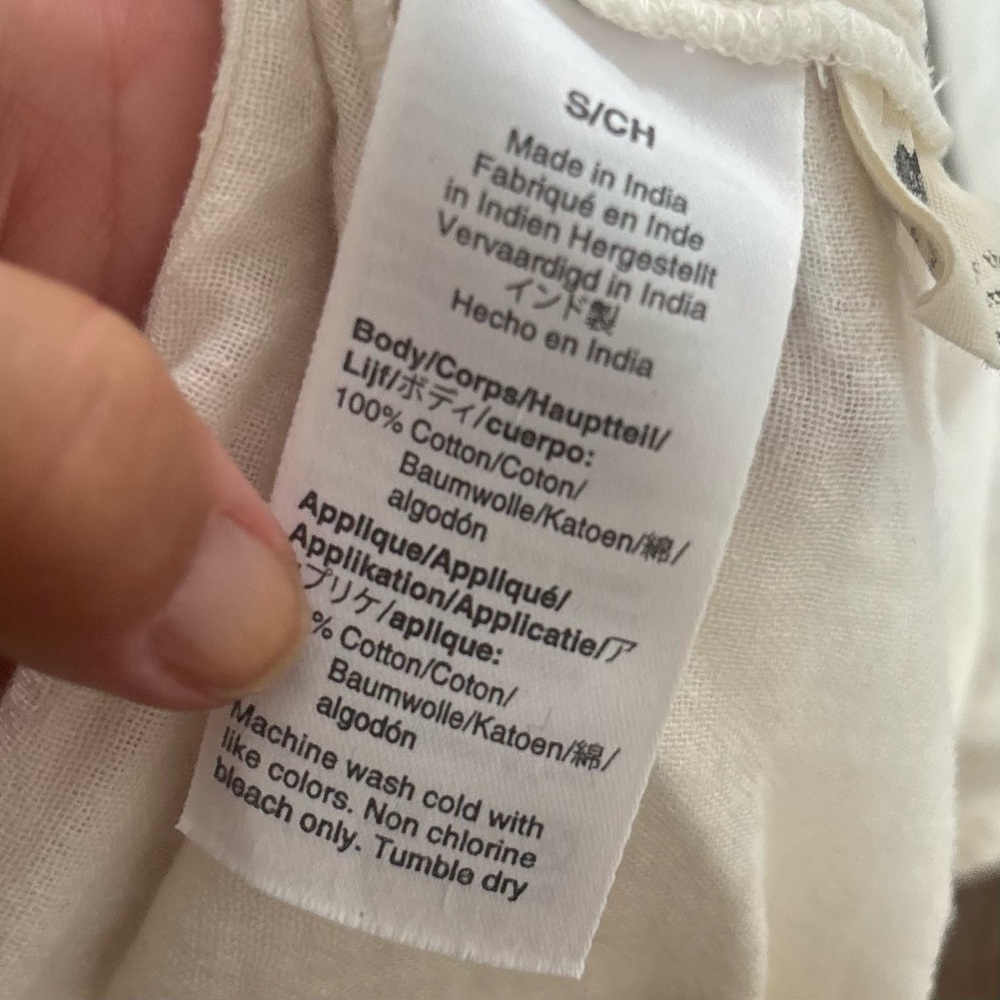 S/CH
Made in India
Fabriqué en Inde
in Indien Hergestellt
Vervaardigd in India
インド製
Hecho en India
Body/Corps/Hauptteil/
Lijf/ボディ/cuerpo:
100% Cotton/Coton/
Baumwolle/Katoen/綿/
algodón
Applique/Appliqué/
Applikation/Applicatie/ア
プリケ/aplique:
% Cotton/Coton/
Baumwolle/Katoen/綿/
algodón
Machine wash cold with
like colors. Non chlorine
bleach only. Tumble dry